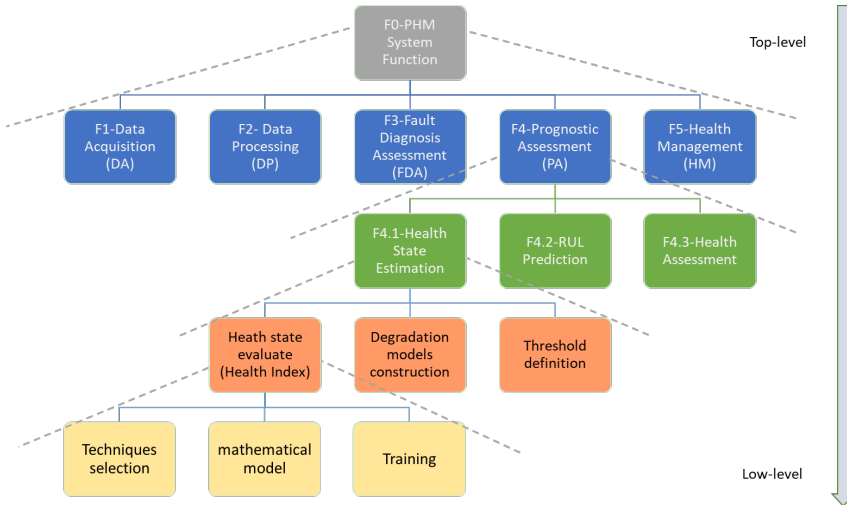 F0-PHM
System
Function
Top-level
F1-Data
Acquisition
(DA)
F2- Data
Processing
(DP)
F3-Fault
Diagnosis
Assessment
(FDA)
F4-Prognostic
Assessment
(PA)
F5-Health
Management
(HM)
F4.1-Health
State
Estimation
F4.2-RUL
Prediction
F4.3-Health
Assessment
Heath state
evaluate
(Health Index)
Degradation
models
construction
Threshold
definition
Techniques
selection
mathematical
model
Training
Low-level